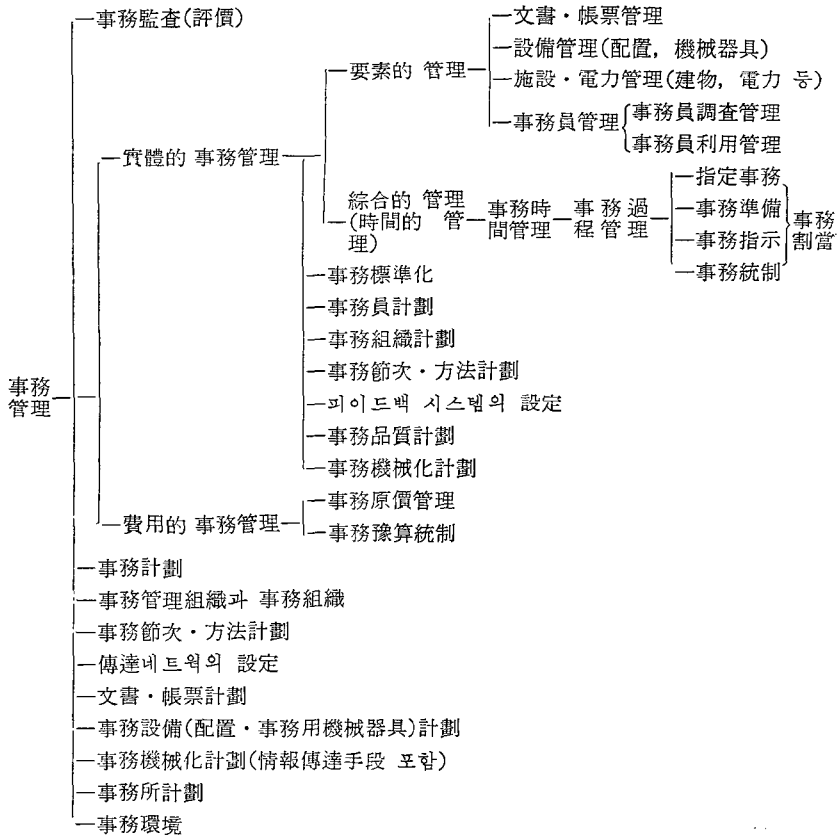 事務監査(評價)
文書・帳票管理
設備管理(配置, 機械器具)
要素的 管理
施設・電力管理(建物, 電力 등)
事務員管理
事務員調査管理
事務員利用管理
實體的 事務管理
指定事務
綜合的 管理
(時間的 管
理)
事務時
間管理
事務過
程管理
事務準備
事務指示
事務
割當
事務統制
事務標準化
事務員計劃
事務組織計劃
事務節次・方法計劃
事務
管理
피이드백 시스템의 設定
事務品質計劃
事務機械化計劃
費用的 事務管理
事務原價管理
事務豫算統制
事務計劃
事務管理組織과 事務組織
事務節次・方法計劃
傳達네트웍의 設定
文書・帳票計劃
事務設備(配置・事務用機械器具)計劃
事務機械化計劃(情報傳達手段 포함)
事務所計劃
事務環境